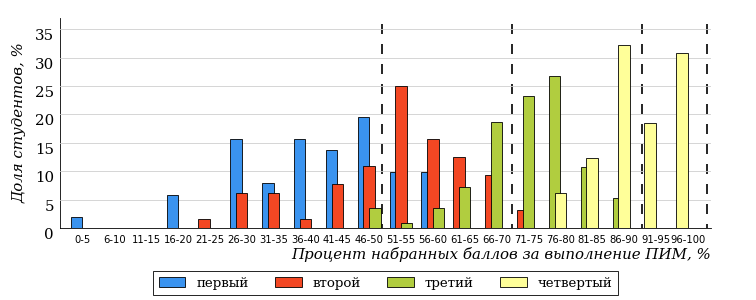 Доля студентов, %
35
30
25
20
15
10
5
0
0-5 6-10 11-15 16-20 21-25 26-30 31-35 36-40 41-45 46-50 51-55 56-60 61-65 66-70 71-75 76-80 81-85 86-90 91-95 96-100
Процент набранных баллов за выполнение ПИМ, %
первый второй третий четвертый